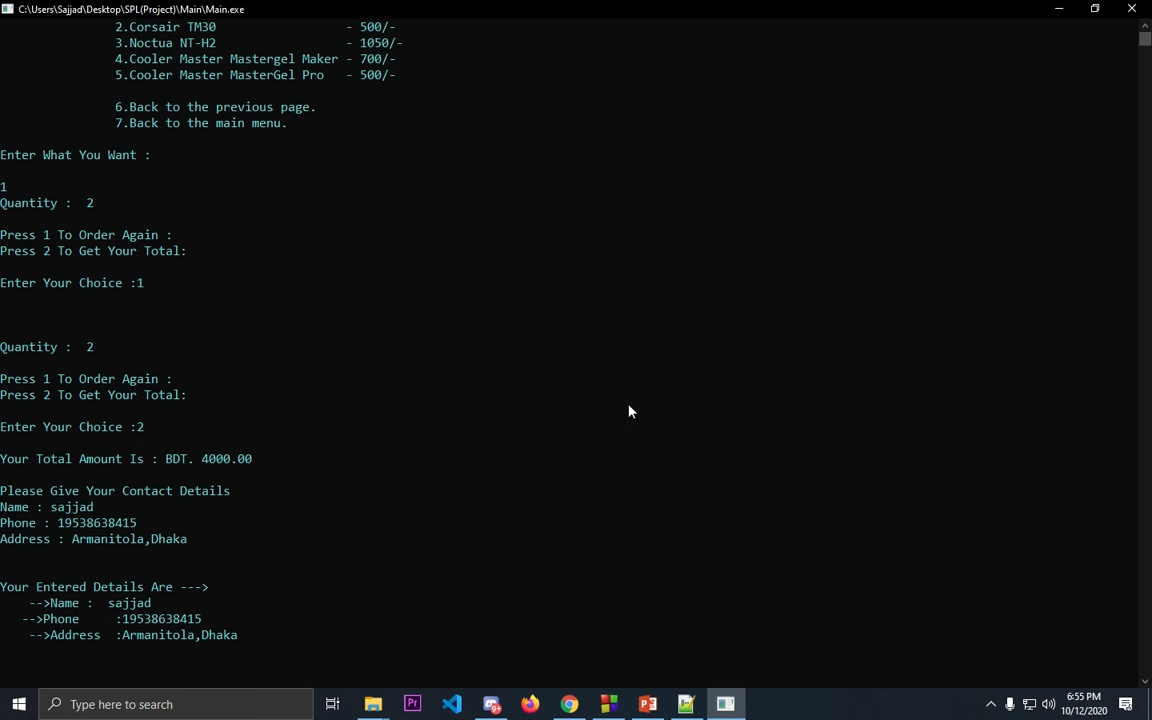 C:\Users\Sajjad\Desktop\SPL(Project)\Main\Main.exe
2.Corsair TM30 - 500/-
3.Noctua NT-H2 - 1050/-
4.Cooler Master Mastergel Maker - 700/-
5.Cooler Master MasterGel Pro - 500/-
6.Back to the previous page.
7.Back to the main menu.
Enter What You Want :
1
Quantity : 2
Press 1 To Order Again :
Press 2 To Get Your Total:
Enter Your Choice :1
Quantity : 2
Press 1 To Order Again :
Press 2 To Get Your Total:
Enter Your Choice :2
Your Total Amount Is : BDT. 4000.00
Please Give Your Contact Details
Name : sajjad
Phone : 19538638415
Address : Armanitola,Dhaka
Your Entered Details Are --->
-->Name : sajjad
-->Phone :19538638415
-->Address :Armanitola,Dhaka
Type here to search
Pr
6:55 PM
10/12/2020